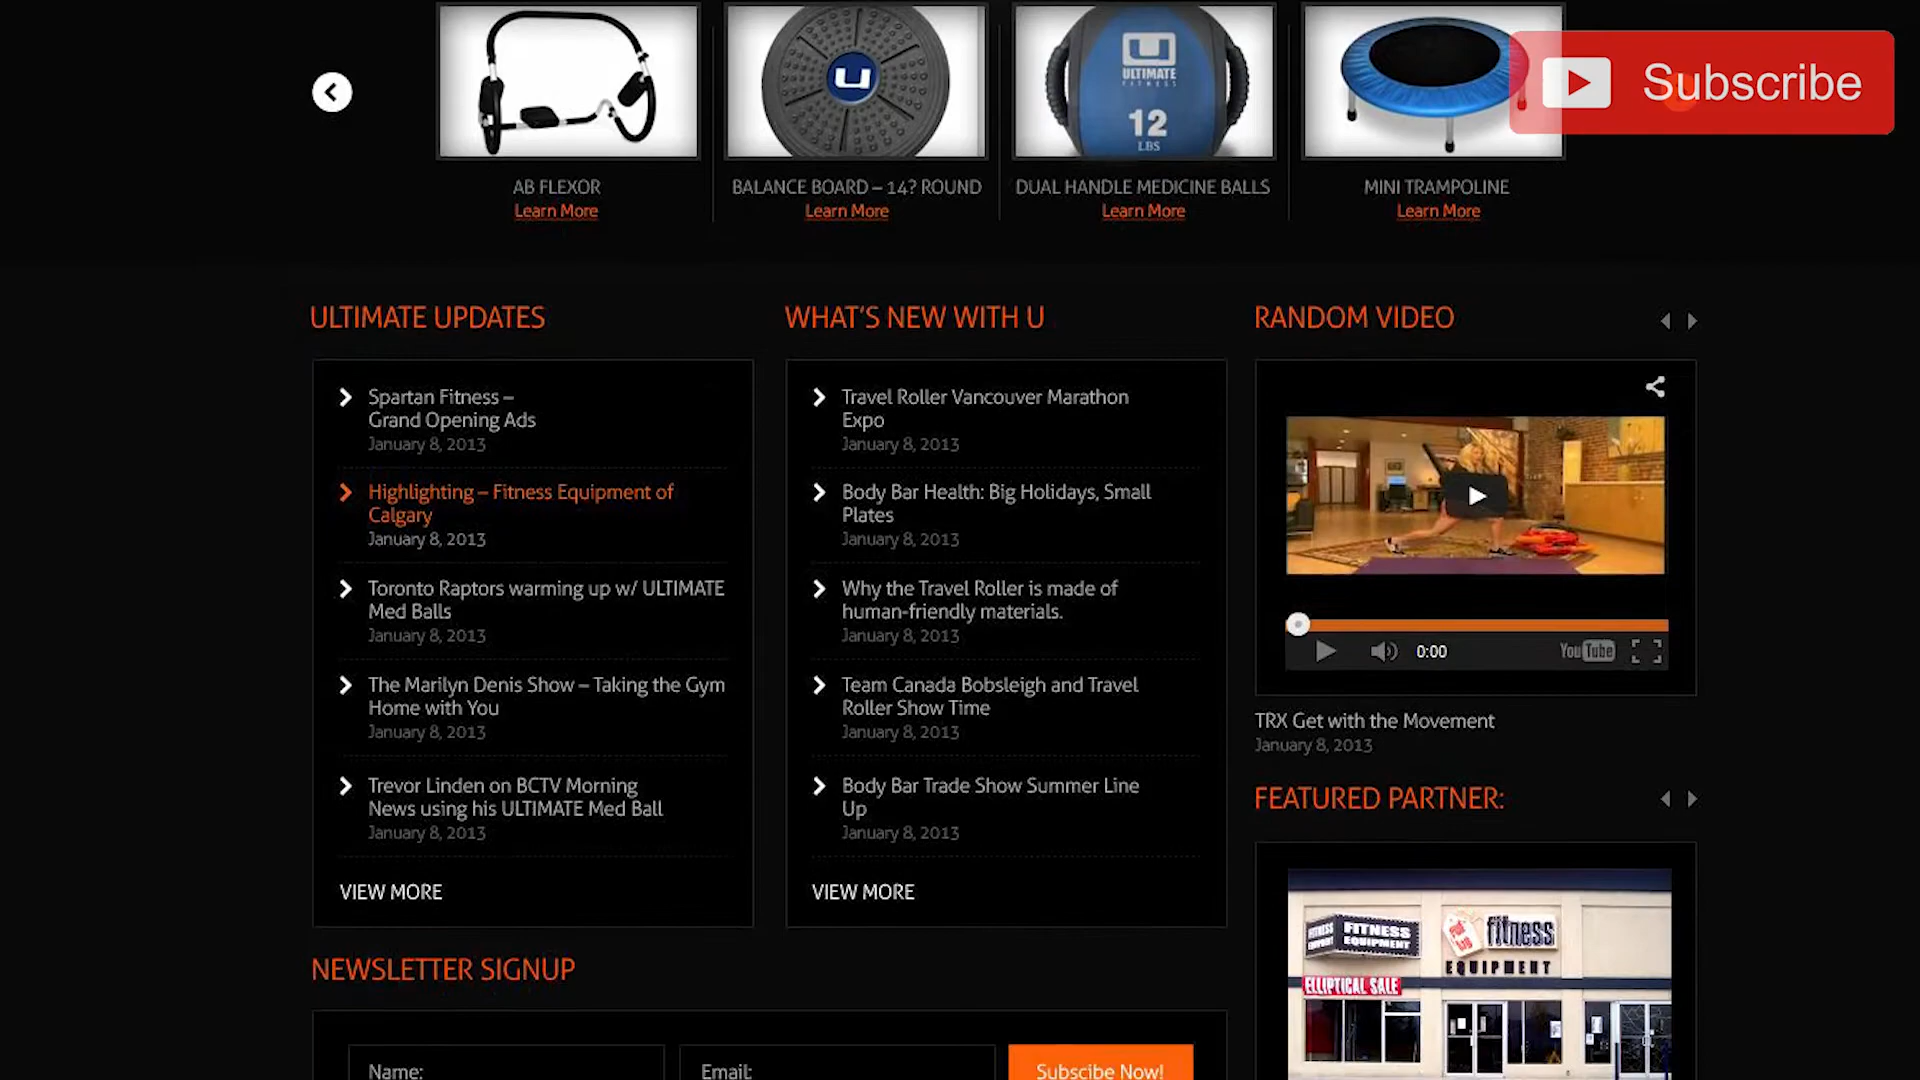 U
U
ULTIMATE
FITNESS
12
LBS
Subscribe
AB FLEXOR
Learn More
BALANCE BOARD – 14? ROUND
Learn More
DUAL HANDLE MEDICINE BALLS
Learn More
MINI TRAMPOLINE
Learn More
ULTIMATE UPDATES
Spartan Fitness –
Grand Opening Ads
January 8, 2013
Highlighting – Fitness Equipment of
Calgary
January 8, 2013
Toronto Raptors warming up w/ ULTIMATE
Med Balls
January 8, 2013
The Marilyn Denis Show – Taking the Gym
Home with You
January 8, 2013
Trevor Linden on BCTV Morning
News using his ULTIMATE Med Ball
January 8, 2013
VIEW MORE
WHAT'S NEW WITH U
Travel Roller Vancouver Marathon
Expo
January 8, 2013
Body Bar Health: Big Holidays, Small
Plates
January 8, 2013
Why the Travel Roller is made of
human-friendly materials.
January 8, 2013
Team Canada Bobsleigh and Travel
Roller Show Time
January 8, 2013
Body Bar Trade Show Summer Line
Up
January 8, 2013
VIEW MORE
RANDOM VIDEO
0:00
YouTube
TRX Get with the Movement
January 8, 2013
FEATURED PARTNER:
FITNESS
EQUIPMENT
fitness
EQUIPMENT
ELLIPTICAL SALE
NEWSLETTER SIGNUP
Name:
Email:
Subscibe Now!